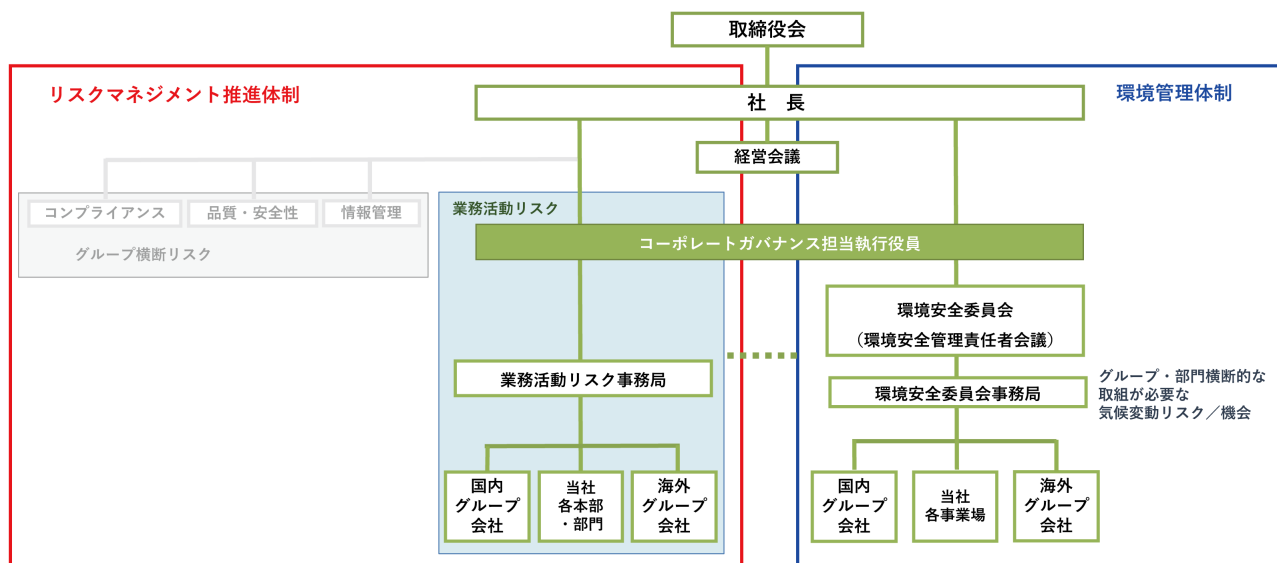 取締役会
リスクマネジメント推進体制
環境管理体制
社　長
経営会議
コンプライアンス
品質・安全性
情報管理
グループ横断リスク
業務活動リスク
コーポレートガバナンス担当執行役員
環境安全委員会
（環境安全管理責任者会議）
業務活動リスク事務局
環境安全委員会事務局
グループ・部門横断的な
取組が必要な
気候変動リスク／機会
国内
グループ
会社
当社
各本部
・部門
海外
グループ
会社
国内
グループ
会社
当社
各事業場
海外
グループ
会社